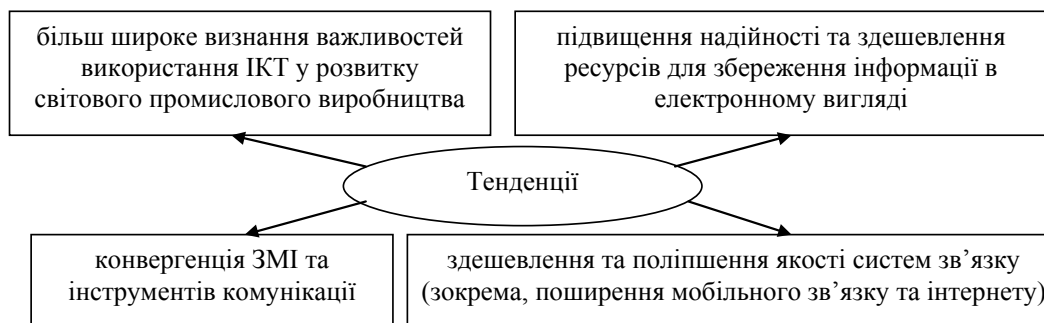 більш широке визнання важливостей
використання ІКТ у розвитку
світового промислового виробництва
підвищення надійності та здешевлення
ресурсів для збереження інформації в
електронному вигляді
Тенденції
конвергенція ЗМІ та
інструментів комунікації
здешевлення та поліпшення якості систем зв’язку
(зокрема, поширення мобільного зв’язку та інтернету)